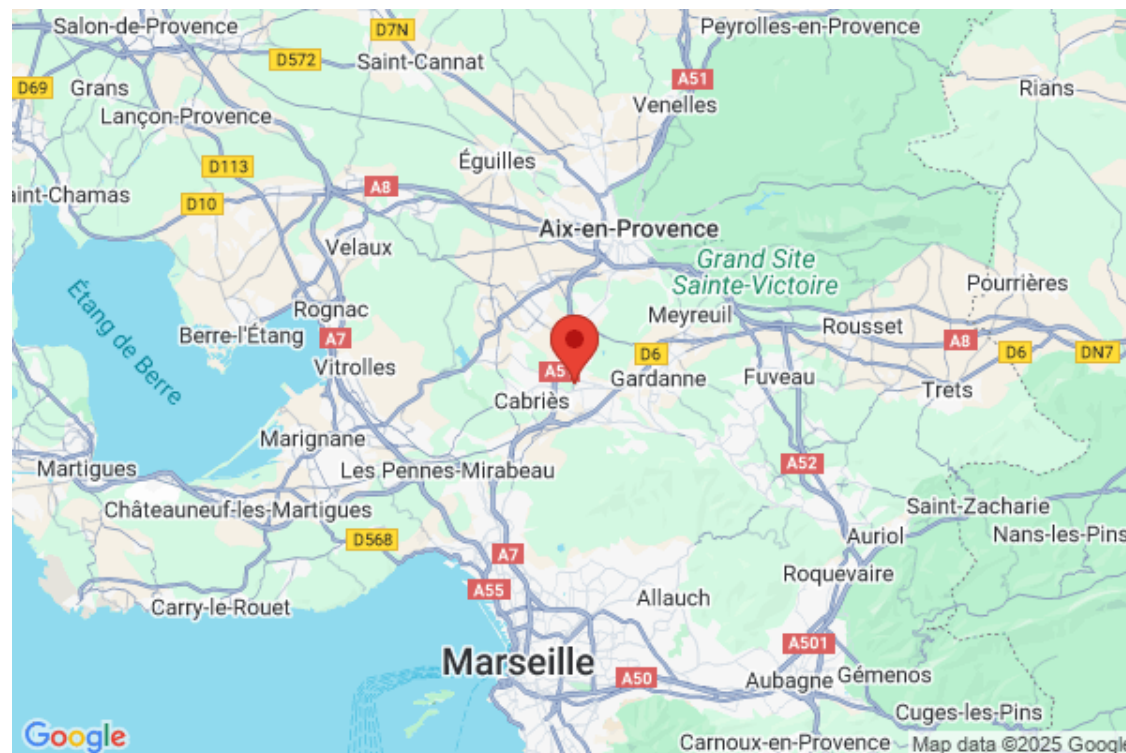 Salon-de-Provence
D7N
Peyrolles-en-Provence
D572
Saint-Cannat
A51
D69
Grans
Venelles
Rians
Lançon-Provence
Éguilles
D113
A8
aint-Chamas
D10
Aix-en-Provence
Velaux
Grand Site
Sainte-Victoire
Pourrières
Étang de Berre
Rognac
Meyreuil
Rousset
Berre-l'Étang
A7
D6
A8
D6
DN7
Vitrolles
A5
Gardanne
Fuveau
Trets
Cabriès
Marignane
Martigues
Les Pennes-Mirabeau
A52
Châteauneuf-les-Martigues
Saint-Zacharie
D568
Auriol
Nans-les-Pins
A7
Roquevaire
A55
Carry-le-Rouet
Allauch
A501
Marseille
A50
Aubagne
Gémenos
Cuges-les-Pins
Google
Carnoux-en-Provence
Map data ©2025 Google